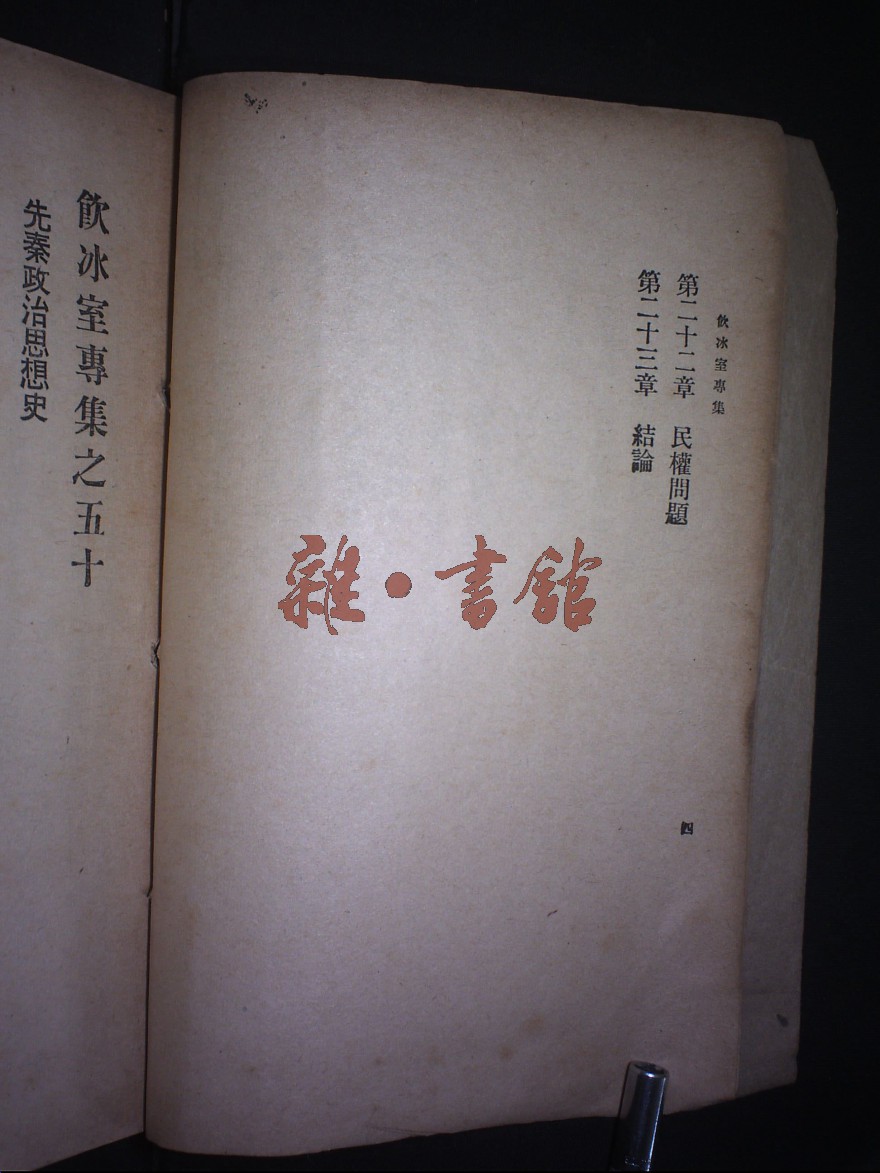 飲冰室專集
第二十二章　民權問題
第二十三章　結論
四
雜・書館
飲冰室專集之五十
先秦政治思想史